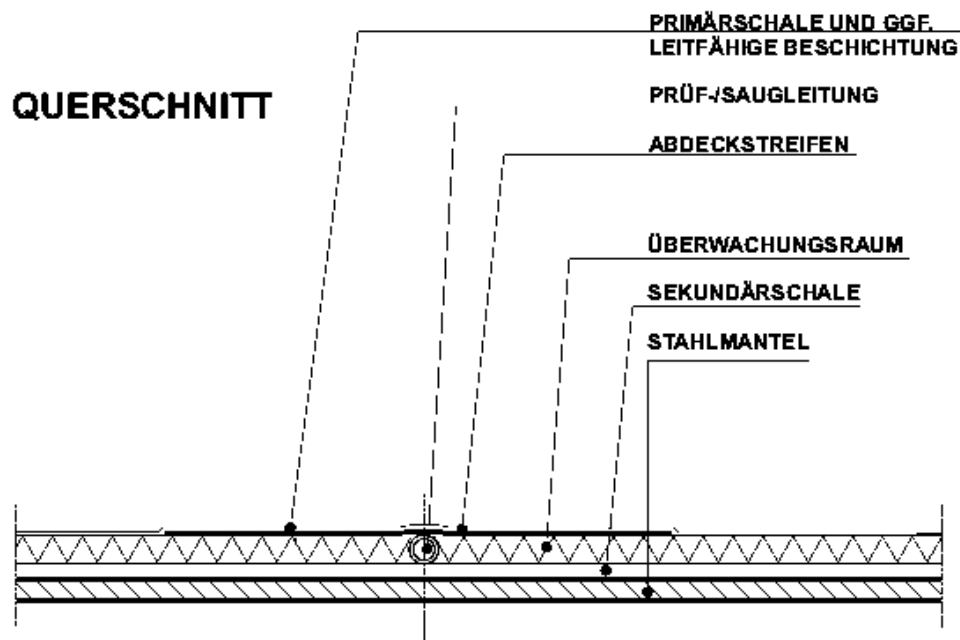 PRIMÄRSCHALE UND GGF.
LEITFÄHIGE BESCHICHTUNG
QUERSCHNITT
PRÜF-/SAUGLEITUNG
ABDECKSTREIFEN
ÜBERWACHUNGSRAUM
SEKUNDÄRSCHALE
STAHLMANTEL